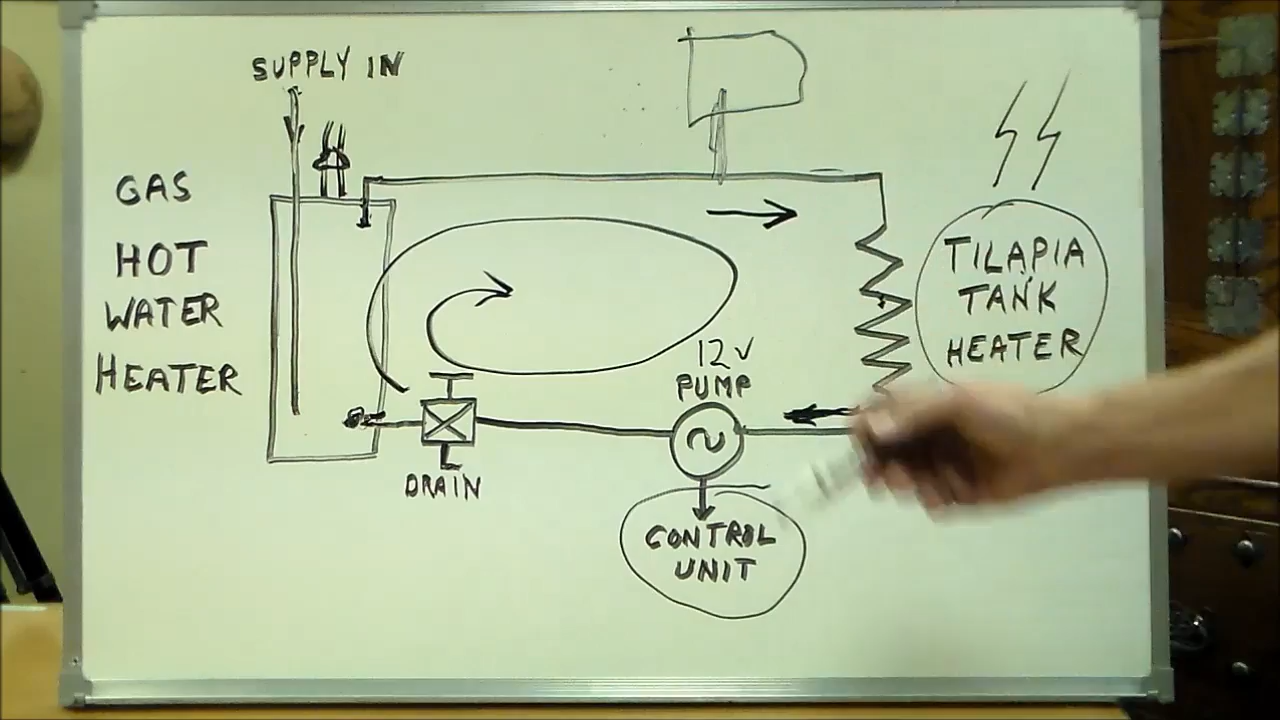 SUPPLY IN
GAS
HOT
WATER
HEATER
TILAPIA
TANK
HEATER
12V
PUMP
DRAIN
CONTROL
UNIT